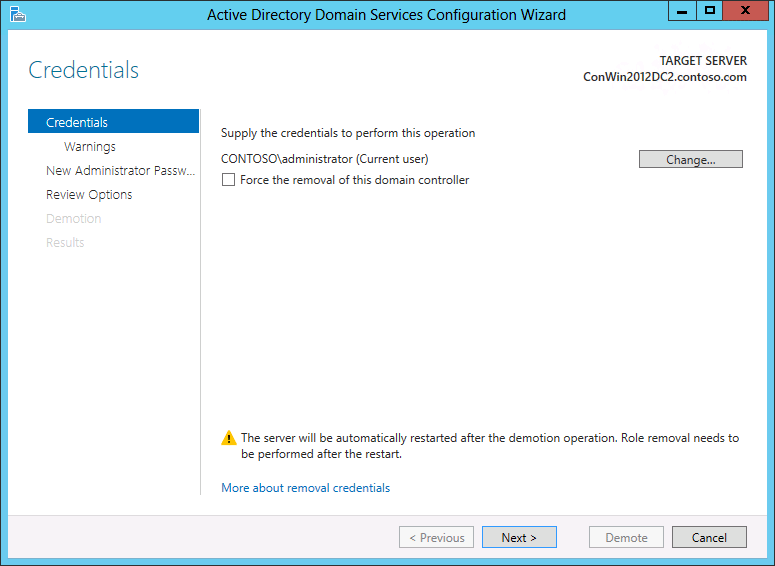 Active Directory Domain Services Configuration Wizard
Credentials
TARGET SERVER
ConWin2012DC2.contoso.com
Credentials
Warnings
New Administrator Passw...
Review Options
Demotion
Results
Supply the credentials to perform this operation
CONTOSO\administrator (Current user)
Change...
Force the removal of this domain controller
The server will be automatically restarted after the demotion operation. Role removal needs to
be performed after the restart.
More about removal credentials
< Previous
Next >
Demote
Cancel